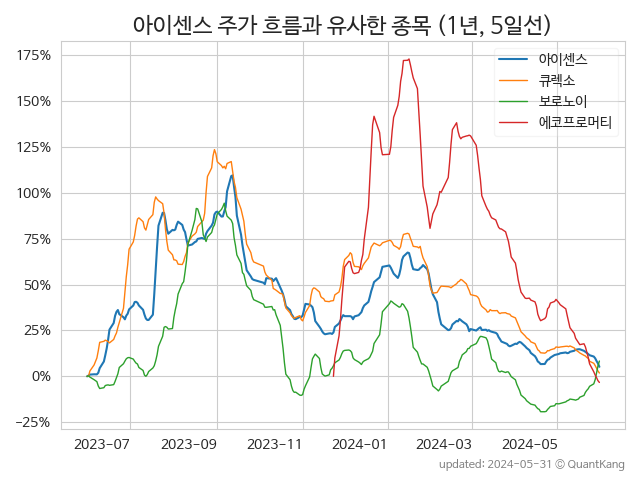 아이센스 주가 흐름과 유사한 종목 (1년, 5일선)
175%
150%
125%
100%
75%
50%
25%
0%
−25%
아이센스
큐렉소
보로노이
에코프로머티
2023-07
2023-09
2023-11
2024-01
2024-03
2024-05
updated: 2024-05-31 © QuantKang